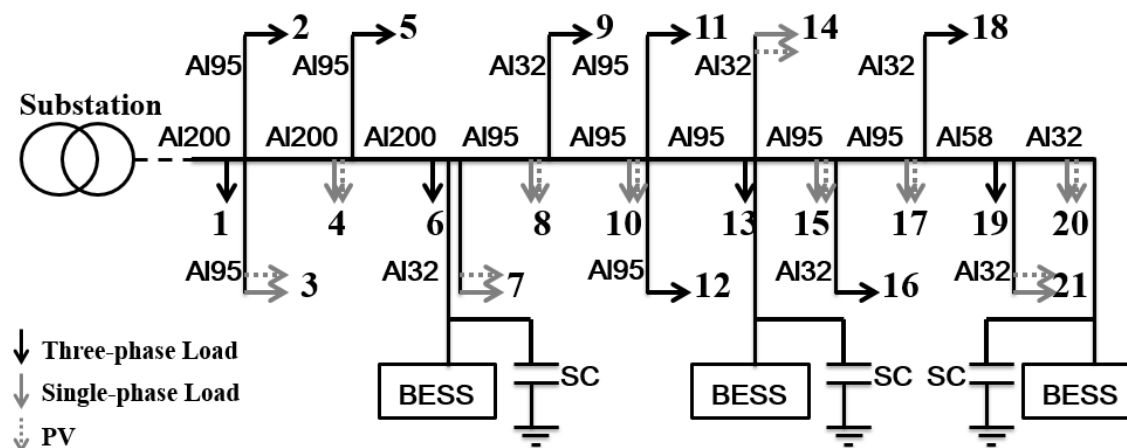 2 5 9 11 14 18
Al95 Al95 Al32 Al95 Al32 Al32
Substation
Al200 Al200 Al200 Al95 Al95 Al95 Al95 Al95 Al58 Al32
1 4 6 8 10 13 15 17 19 20
Al95 3 Al32 7 Al95 12 Al32 16 Al32 21
Three-phase Load
Single-phase Load
PV
BESS SC BESS SC SC BESS